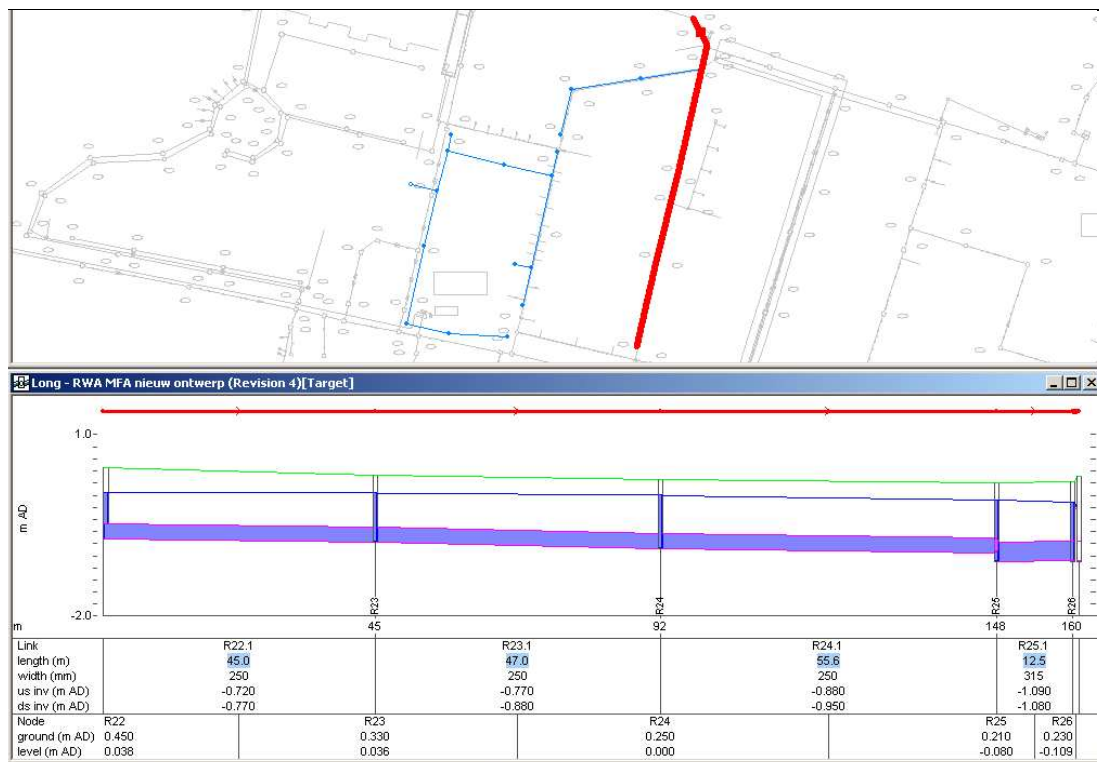 Long - RWA MFA nieuw ontwerp (Revision 4)[Target]
1.0
m AD
-2.0
R23 R24 R25 R26
m 45 92 148 160
Link R22.1 R23.1 R24.1 R25.1
length (m) 45.0 47.0 55.6 12.5
width (mm) 250 250 250 315
us inv (m AD) -0.720 -0.770 -0.880 -1.090
ds inv (m AD) -0.770 -0.880 -0.950 -1.080
Node R22 R23 R24 R25 R26
ground (m AD) 0.450 0.330 0.250 0.210 0.230
level (m AD) 0.038 0.036 0.000 -0.080 -0.109